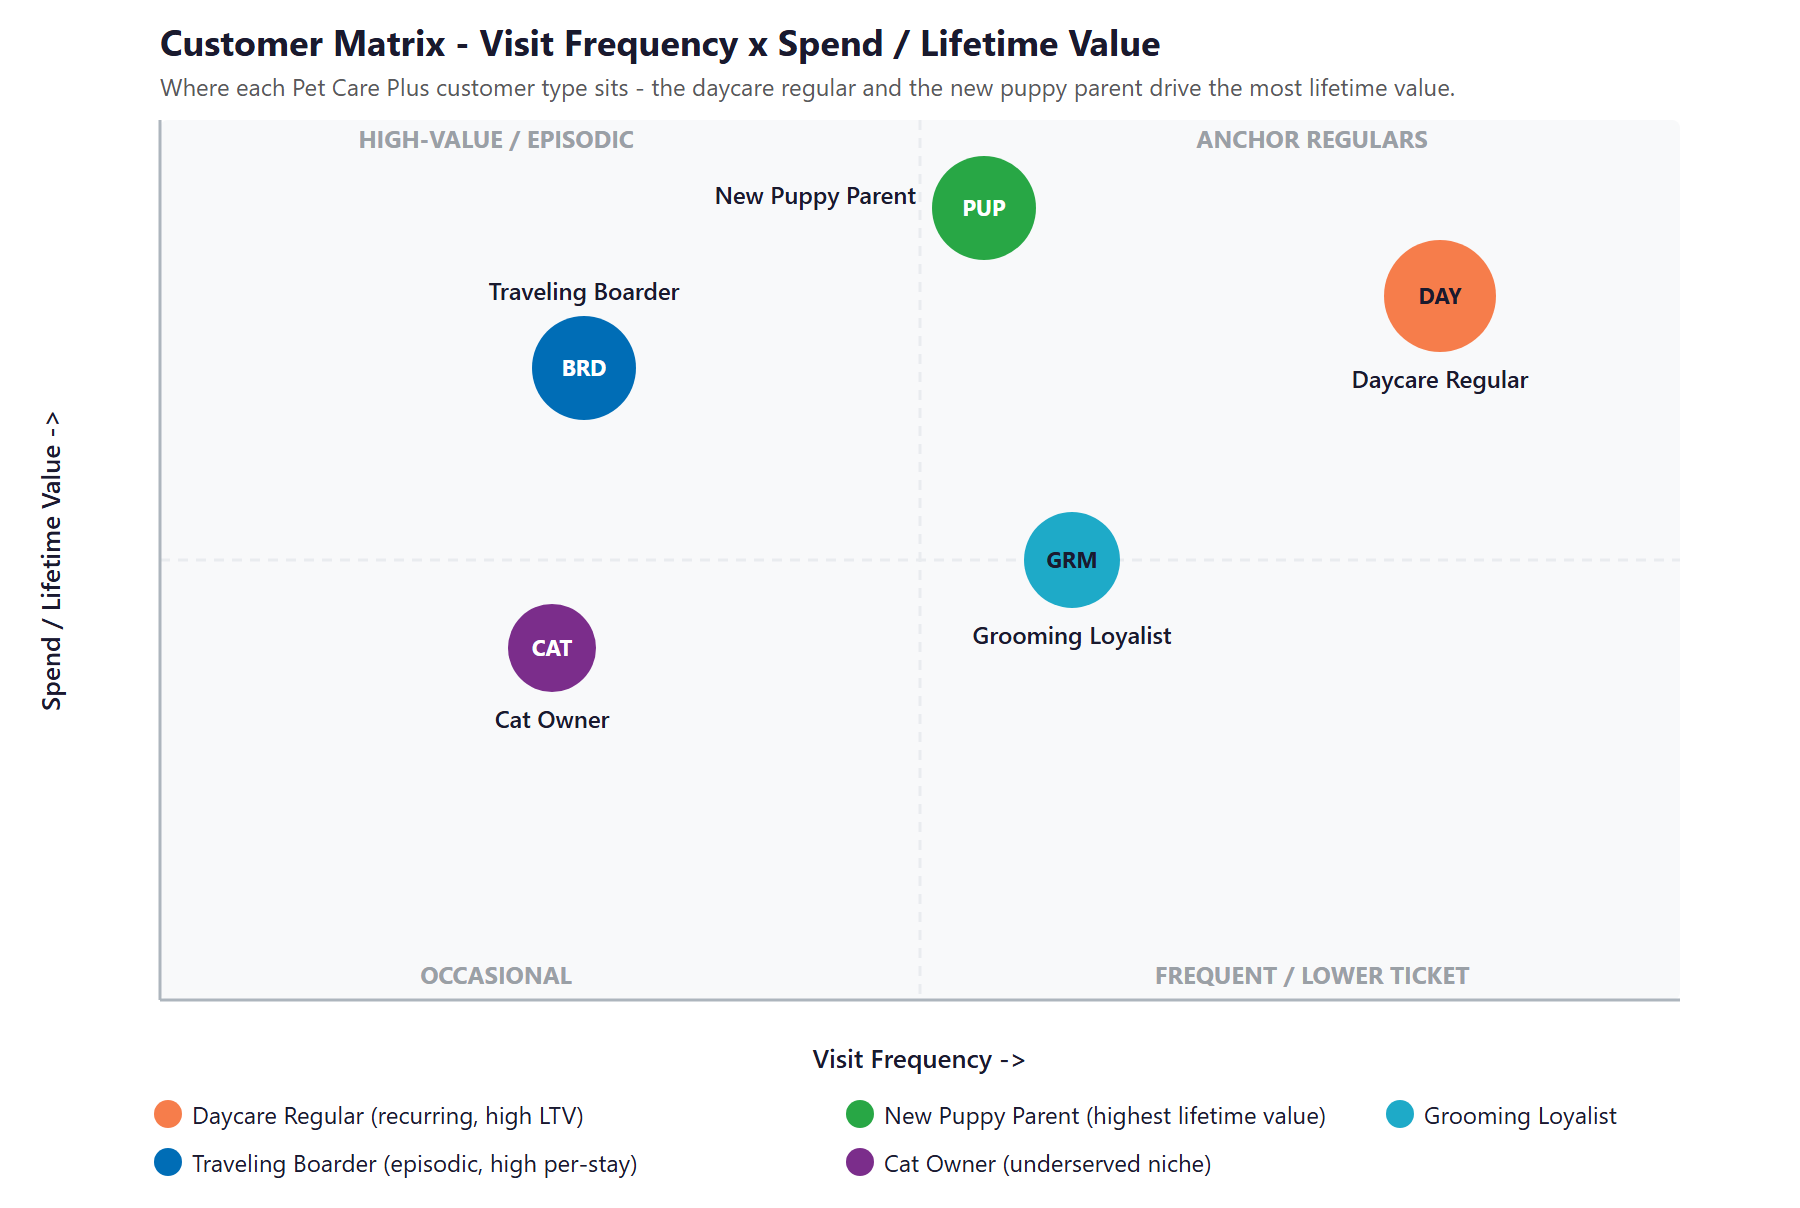 Customer Matrix - Visit Frequency x Spend / Lifetime Value
Where each Pet Care Plus customer type sits - the daycare regular and the new puppy parent drive the most lifetime value.
HIGH-VALUE / EPISODIC
ANCHOR REGULARS
New Puppy Parent
PUP
Traveling Boarder
DAY
BRD
Daycare Regular
Spend / Lifetime Value ->
GRM
Grooming Loyalist
CAT
Cat Owner
OCCASIONAL
FREQUENT / LOWER TICKET
Visit Frequency ->
Daycare Regular (recurring, high LTV)
New Puppy Parent (highest lifetime value)
Grooming Loyalist
Traveling Boarder (episodic, high per-stay)
Cat Owner (underserved niche)